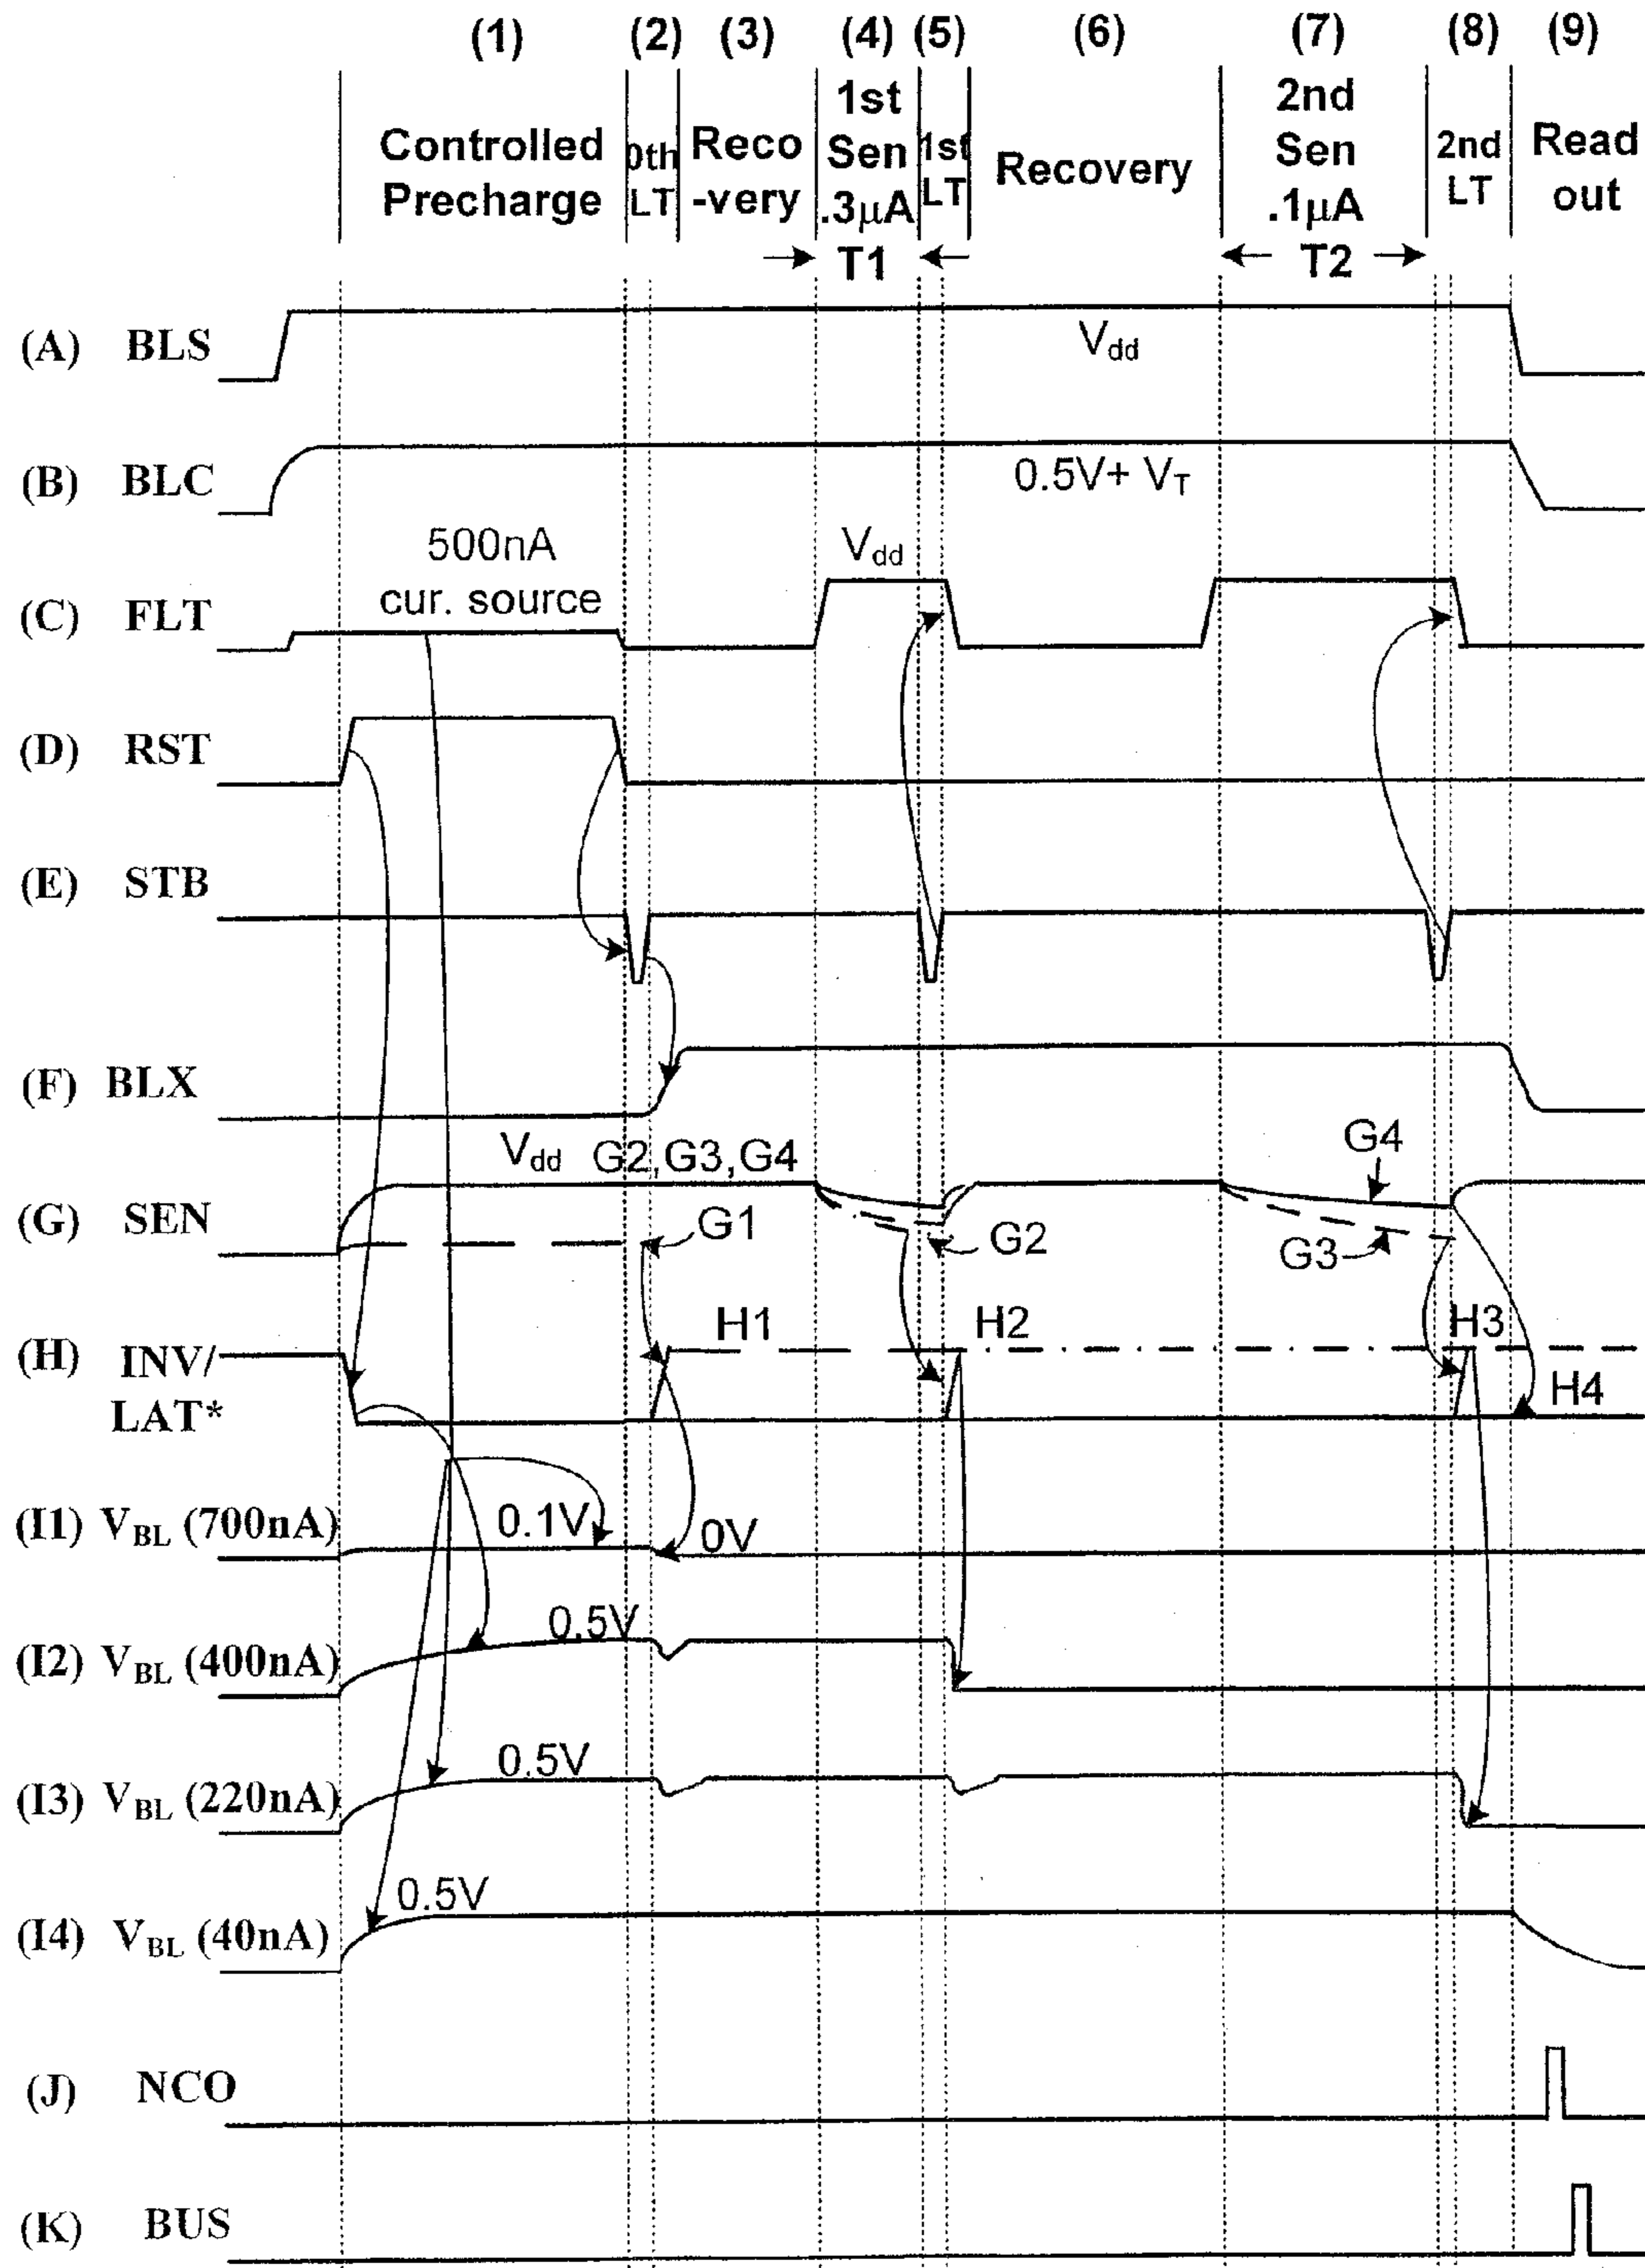 (1) (2) (3) (4) (5) (6) (7) (8) (9)
Controlled
Precharge
0th
LT
Reco
-very
1st
Sen
.3μA
T1
1st
LT
Recovery
2nd
Sen
.1μA
T2
2nd
LT
Read
out
(A) BLS
Vdd
(B) BLC
0.5V+ VT
500nA
cur. source
Vdd
(C) FLT
(D) RST
(E) STB
(F) BLX
Vdd G2,G3,G4
G4
(G) SEN
G1
G2
G3
H1
H2
H3
(H) INV/
LAT*
H4
(I1) VBL (700nA)
0.1V
0V
0.5V
(I2) VBL (400nA)
0.5V
(I3) VBL (220nA)
0.5V
(I4) VBL (40nA)
(J) NCO
(K) BUS